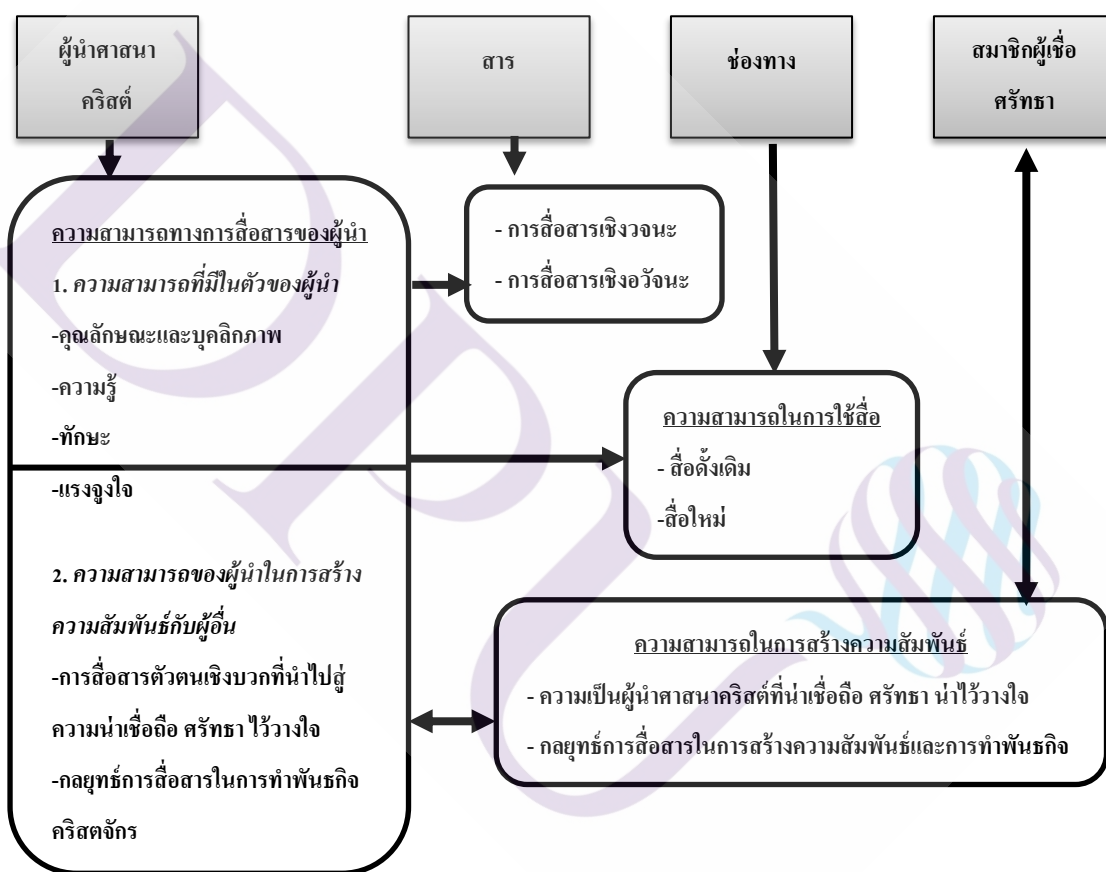 ผู้นำศาสนา
คริสต์
สาร
ช่องทาง
สมาชิกผู้เชื่อ
ศรัทธา
ความสามารถทางการสื่อสารของผู้นำ
1. ความสามารถที่มีในตัวของผู้นำ
-คุณลักษณะและบุคลิกภาพ
-ความรู้
-ทักษะ
-แรงจูงใจ
2. ความสามารถของผู้นำในการสร้าง
ความสัมพันธ์กับผู้อื่น
-การสื่อสารตัวตนเชิงบวกที่นำไปสู่
ความน่าเชื่อถือ ศรัทธา ไว้วางใจ
-กลยุทธ์การสื่อสารในการทำพันธกิจ
คริสตจักร
- การสื่อสารเชิงวจนะ
- การสื่อสารเชิงอวัจนะ
ความสามารถในการใช้สื่อ
- สื่อดั้งเดิม
-สื่อใหม่
ความสามารถในการสร้างความสัมพันธ์
- ความเป็นผู้นำศาสนาคริสต์ที่น่าเชื่อถือ ศรัทธา น่าไว้วางใจ
- กลยุทธ์การสื่อสารในการสร้างความสัมพันธ์และการทำพันธกิจ
DPU